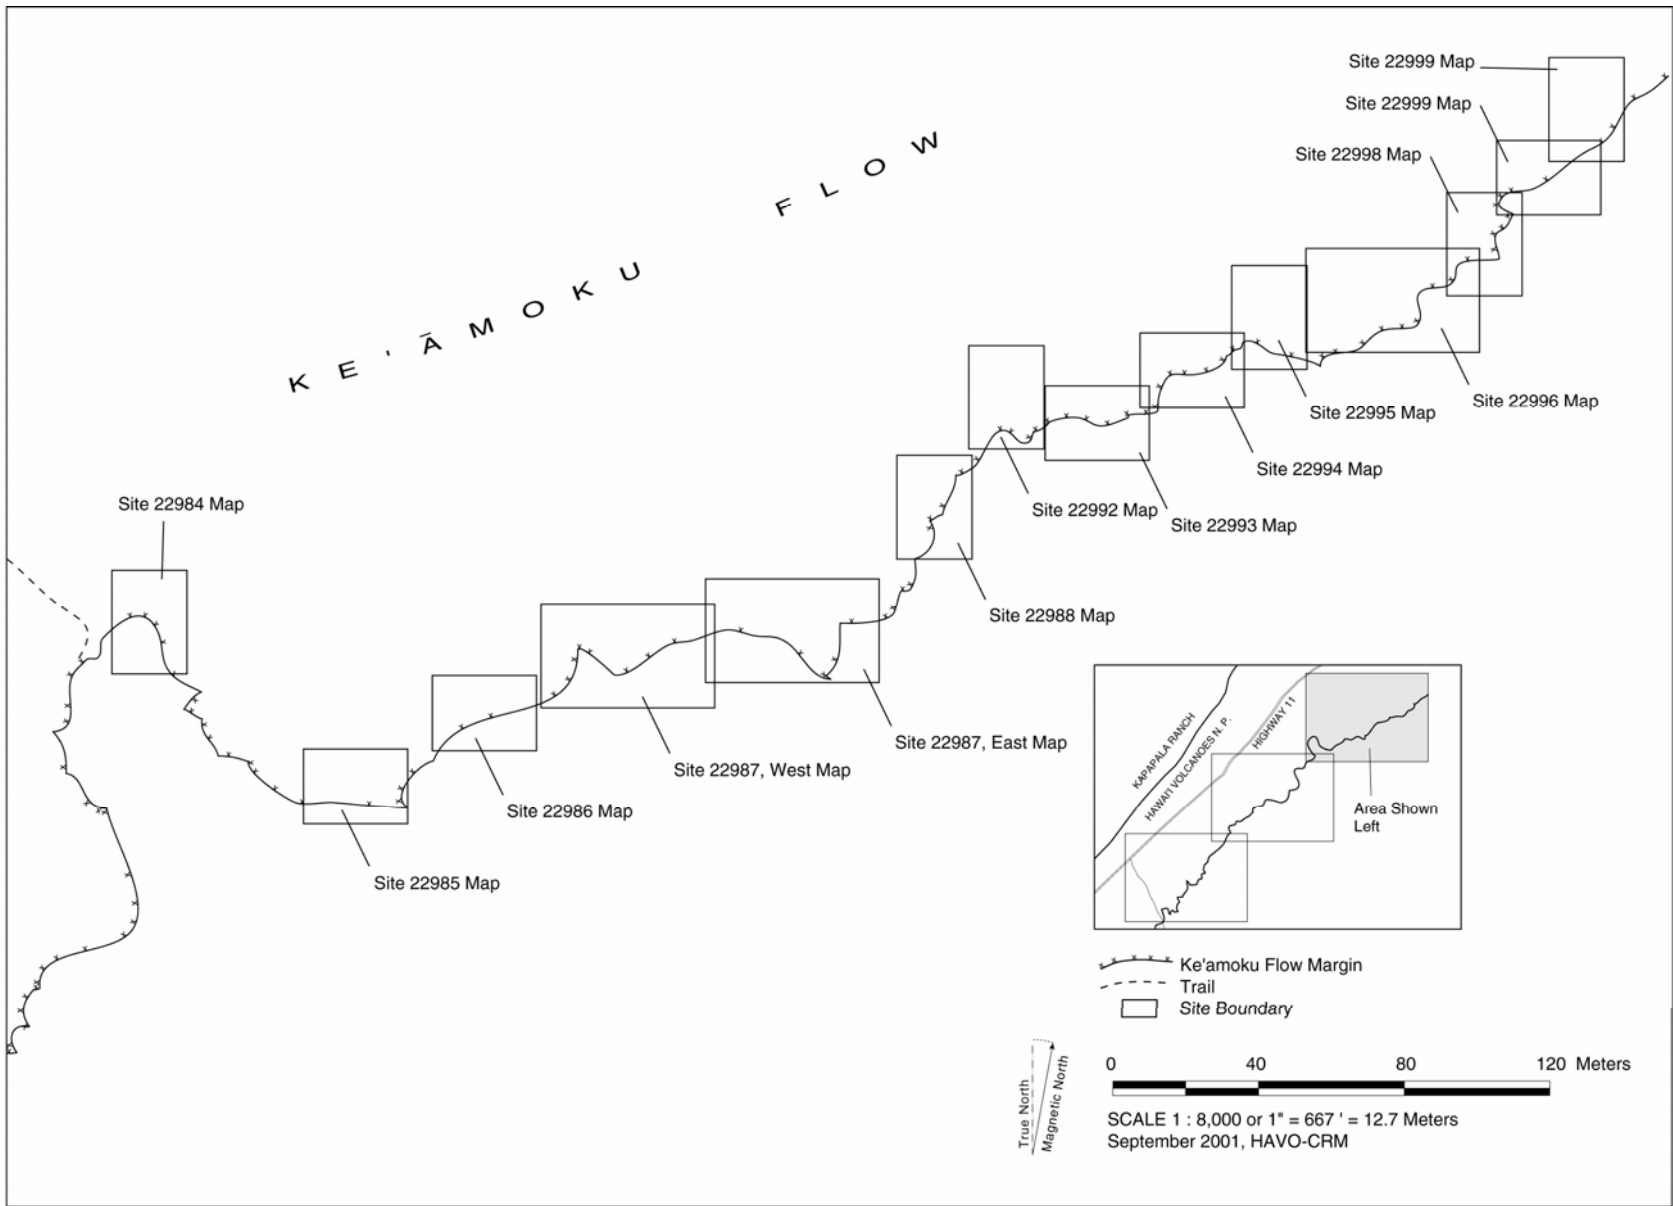 Site 22999 Map
Site 22999 Map
Site 22998 Map
KE'ĀMOKU FLOW
Site 22996 Map
Site 22995 Map
Site 22994 Map
Site 22992 Map
Site 22993 Map
Site 22984 Map
Site 22988 Map
Site 22987, East Map
Site 22987, West Map
Site 22986 Map
Site 22985 Map
KAPAPALA RANCH
HAWAI'I VOLCANOES N. P.
HIGHWAY 11
Area Shown
Left
Ke'amoku Flow Margin
Trail
Site Boundary
True North
Magnetic North
0 40 80 120 Meters
SCALE 1 : 8,000 or 1" = 667 ' = 12.7 Meters
September 2001, HAVO-CRM